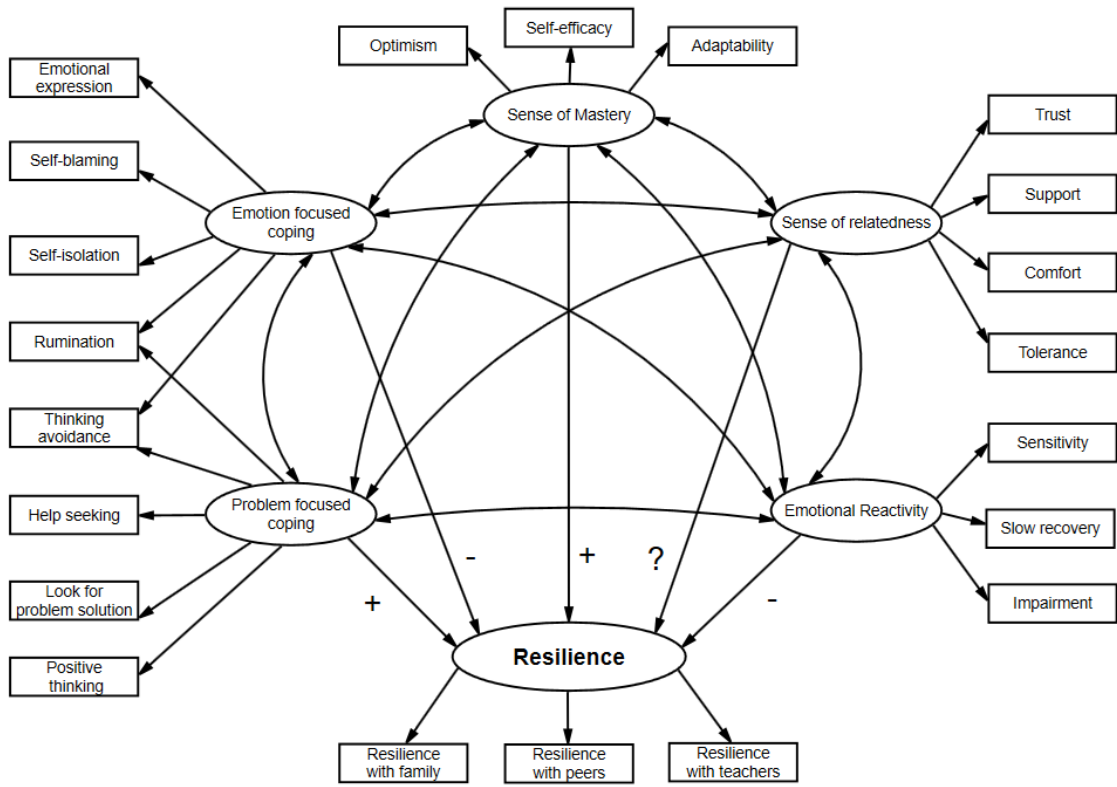 Self-efficacy
Optimism
Adaptability
Emotional
expression
Sense of Mastery
Trust
Self-blaming
Support
Emotion focused
coping
Sense of relatedness
Self-isolation
Comfort
Rumination
Tolerance
Thinking
avoidance
Sensitivity
Help seeking
Problem focused
coping
Emotional Reactivity
Slow recovery
-
+
?
-
+
Look for
problem solution
Impairment
Resilience
Positive
thinking
Resilience
with family
Resilience
with peers
Resilience
with teachers